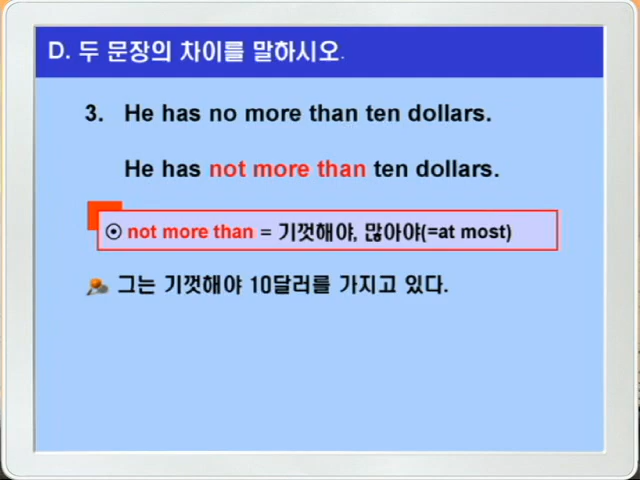 D. 두 문장의 차이를 말하시오.
3. He has no more than ten dollars.
He has not more than ten dollars.
⊙ not more than = 기껏해야, 많아야(=at most)
그는 기껏해야 10달러를 가지고 있다.